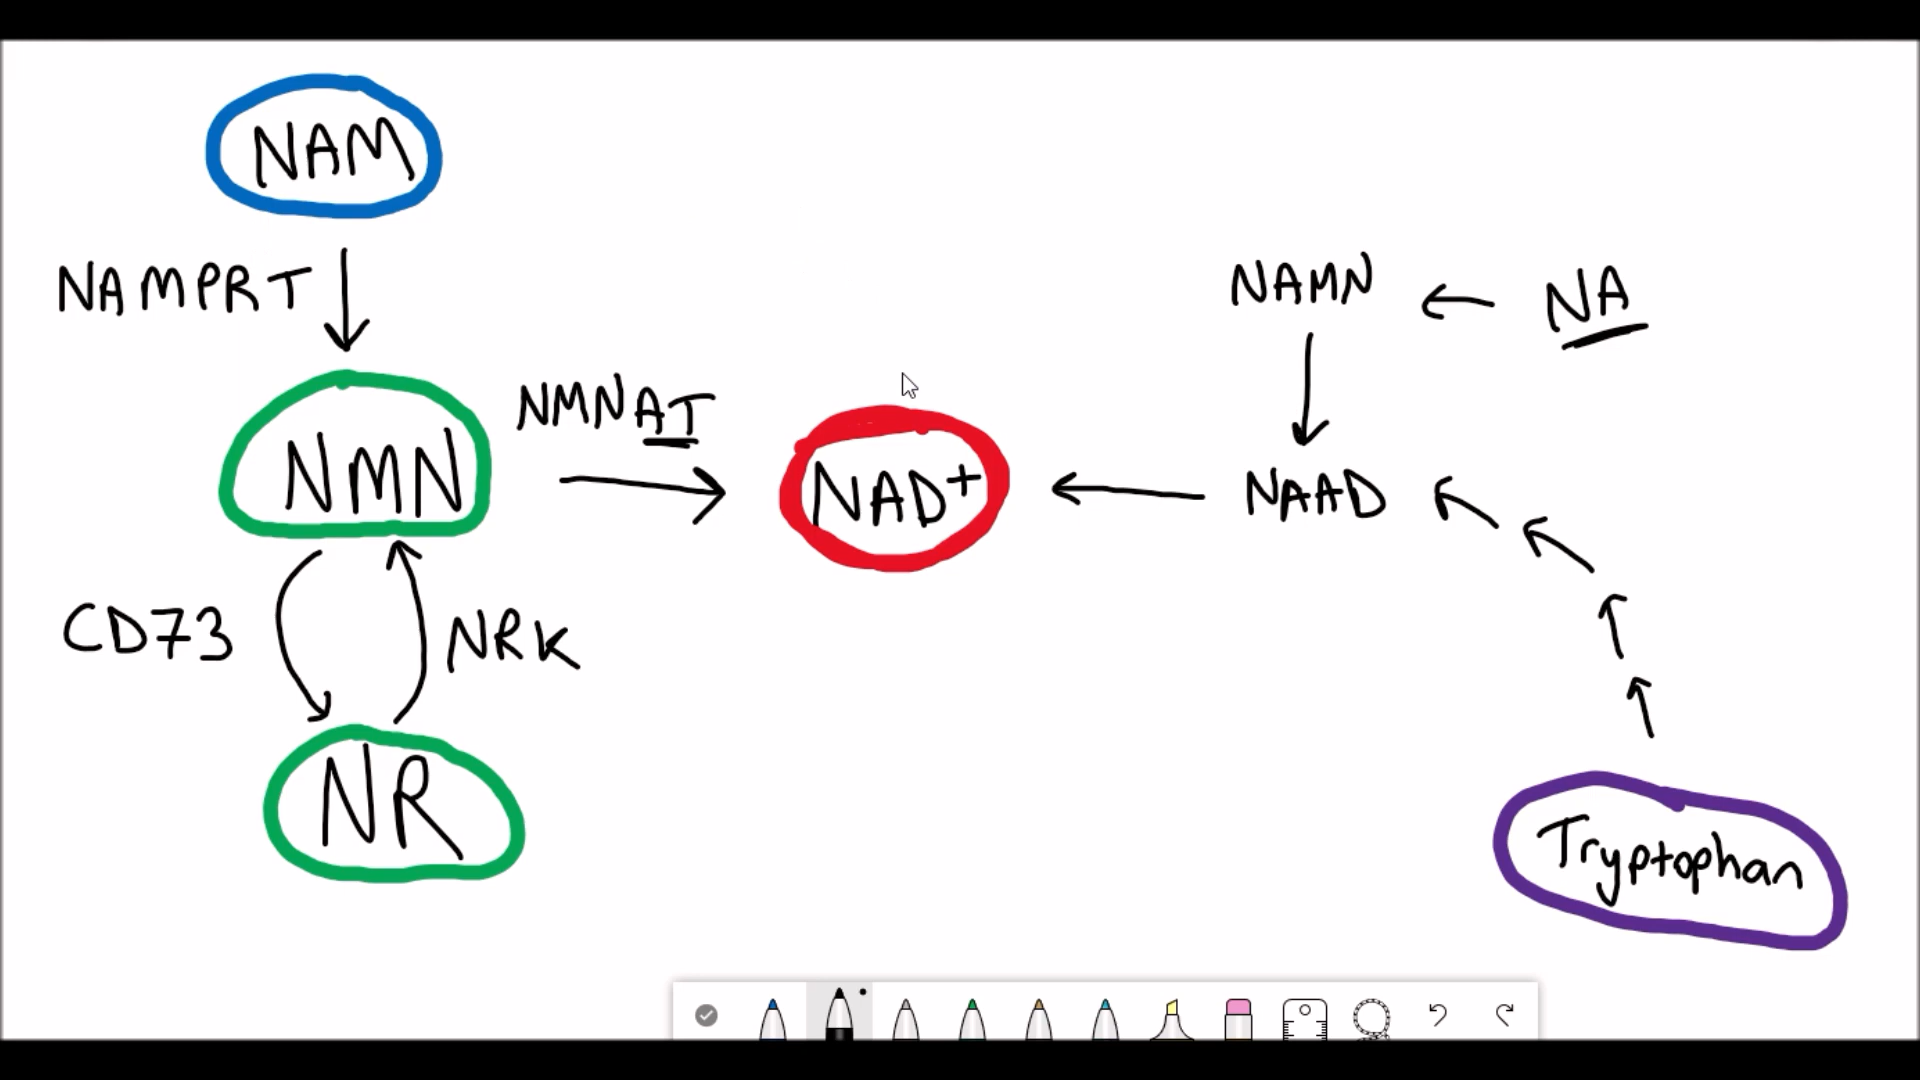 NAM
NAMPRT
NAMN
NA
NMN
NMNAT
NAD+
NAAD
CD73
NRK
NR
Tryptophan